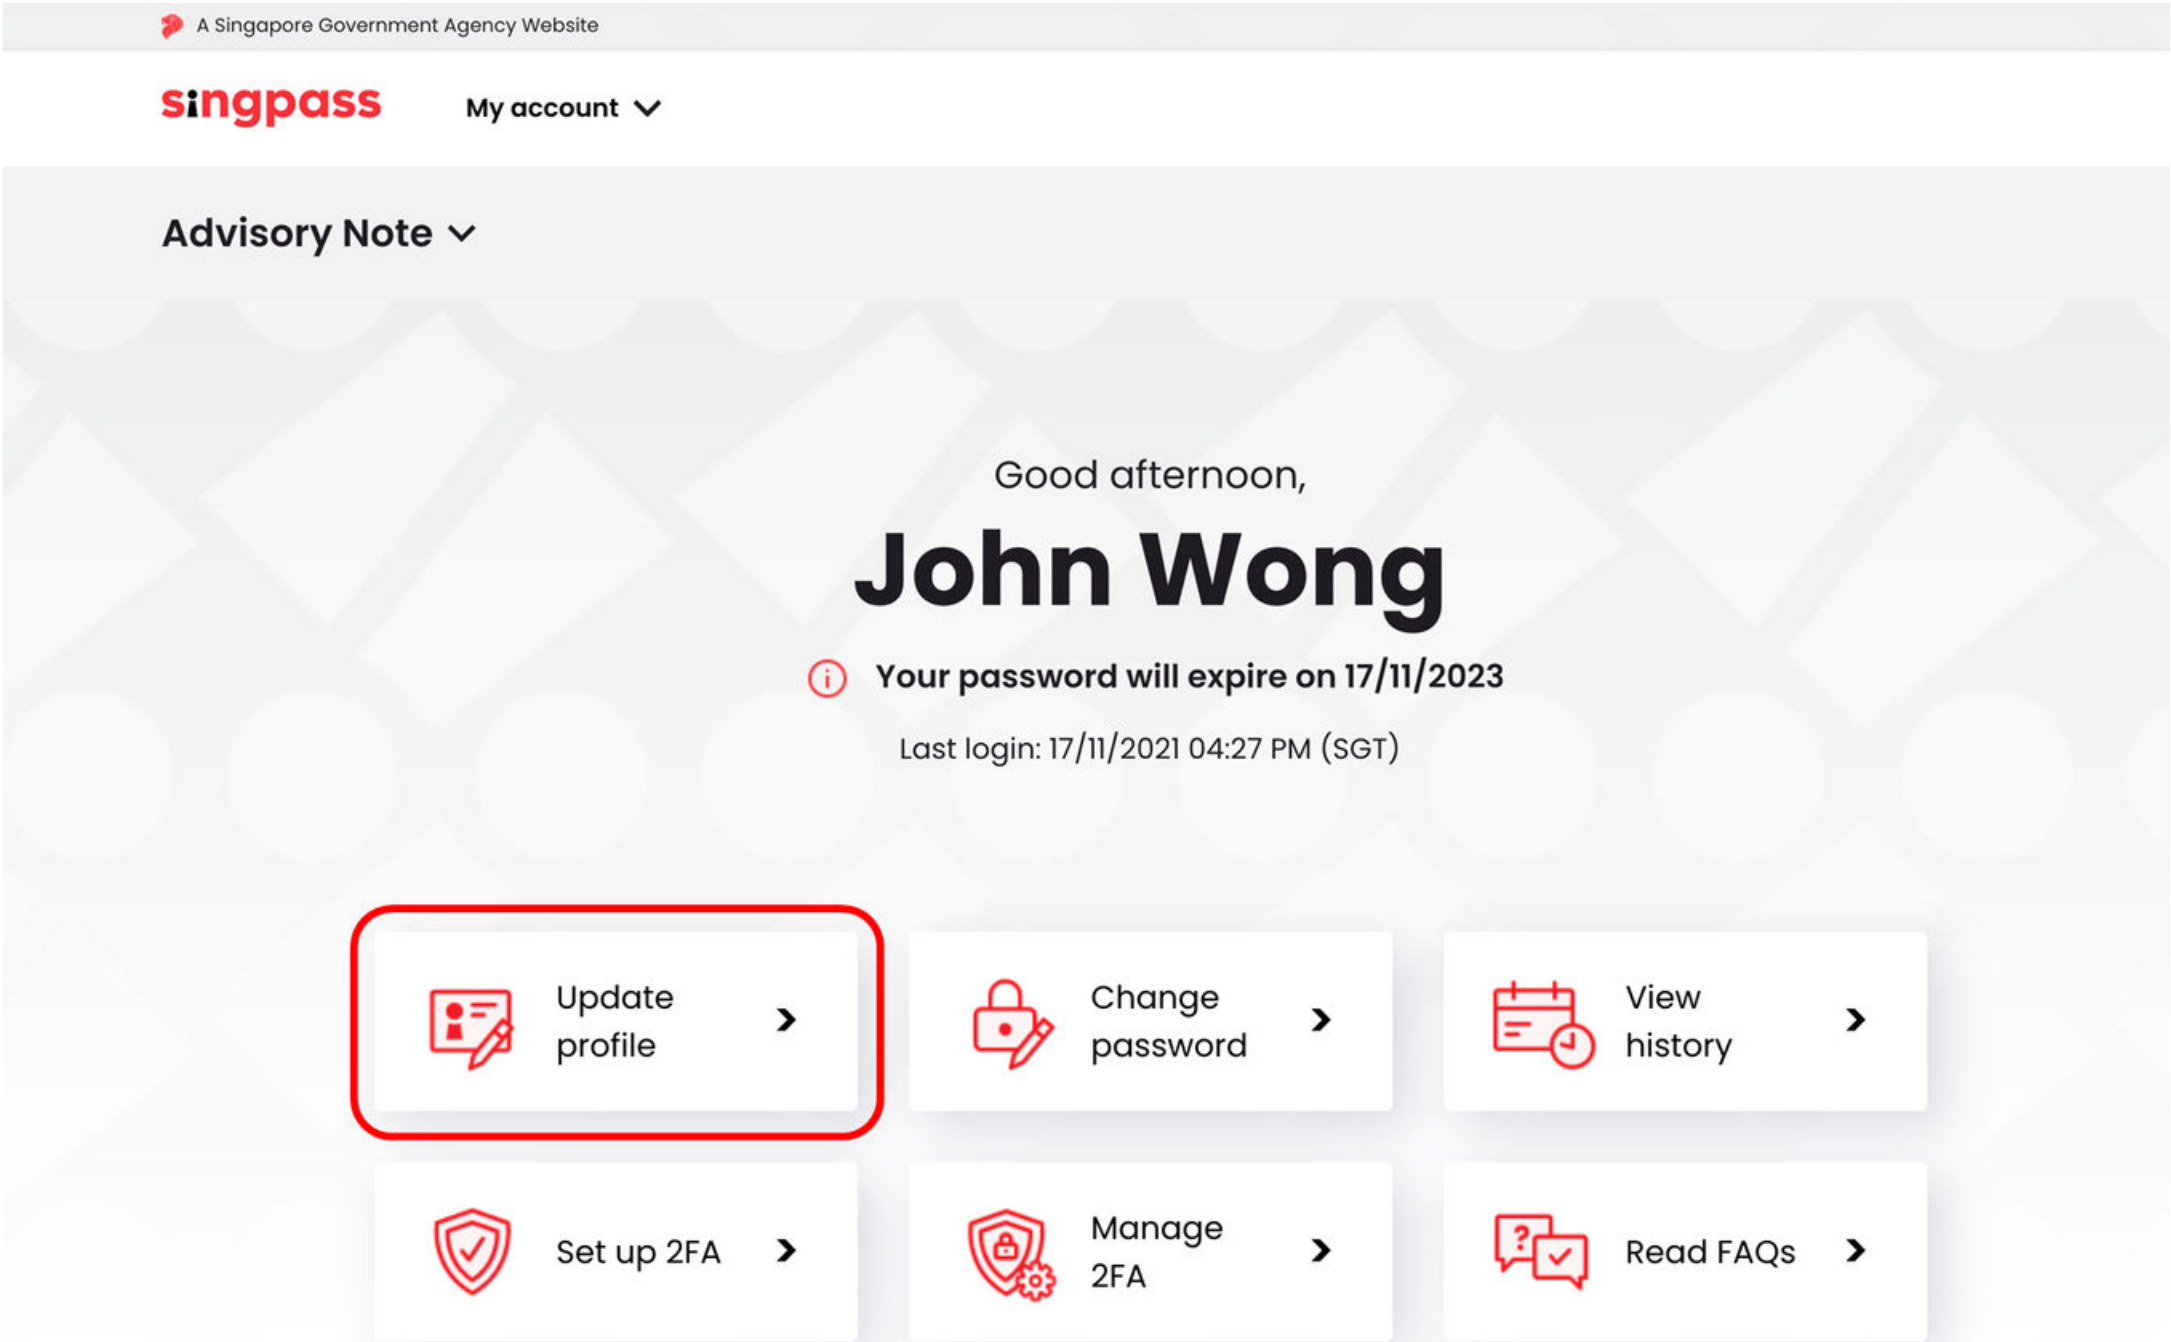 A Singapore Government Agency Website
singpass
My account
Advisory Note
Good afternoon,
John Wong
Your password will expire on 17/11/2023
Last login: 17/11/2021 04:27 PM (SGT)
Update
profile
Change
password
View
history
Set up 2FA
Manage
2FA
Read FAQs